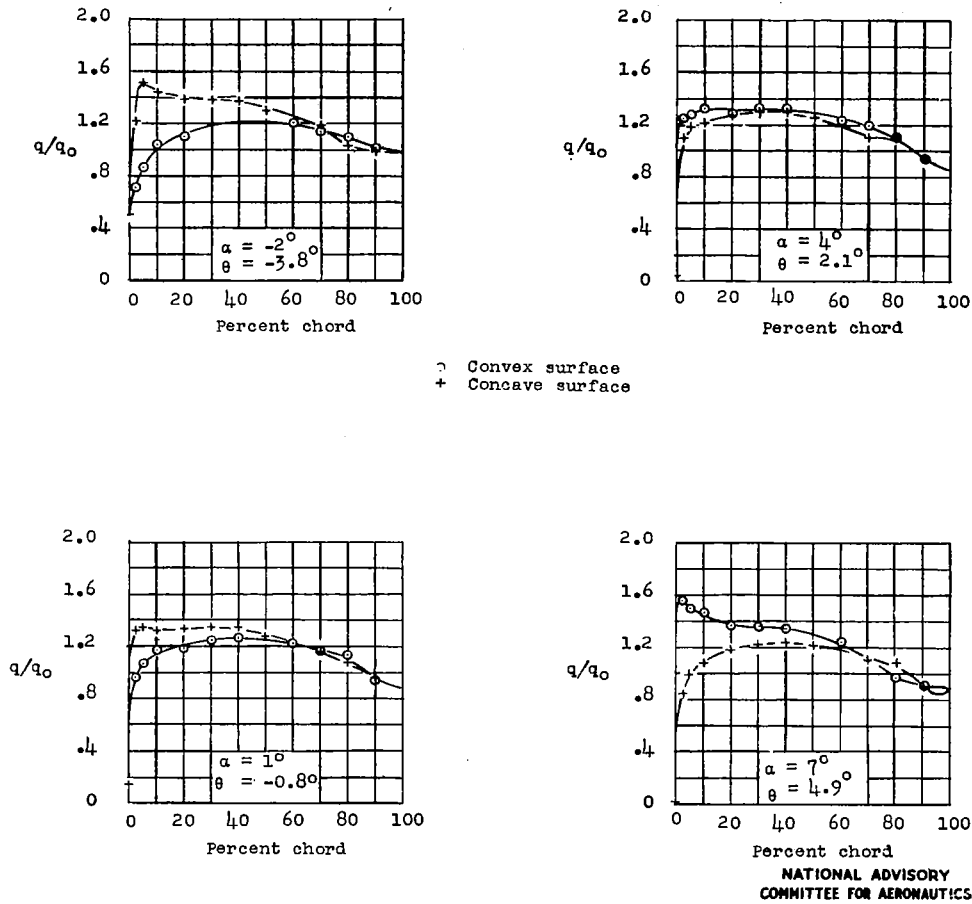 2.0
1.6
1.2
q/q₀
.8
.4
0
α = -2°
θ = -3.8°
0 20 40 60 80 100
Percent chord
2.0
1.6
1.2
q/q₀
.8
.4
0
α = 4°
θ = 2.1°
0 20 40 60 80 100
Percent chord
Convex surface
+ Concave surface
2.0
1.6
1.2
q/q₀
.8
.4
0
α = 1°
θ = -0.8°
0 20 40 60 80 100
Percent chord
2.0
1.6
1.2
q/q₀
.8
.4
0
α = 7°
θ = 4.9°
0 20 40 60 80 100
Percent chord
NATIONAL ADVISORY
COMMITTEE FOR AERONAUTICS